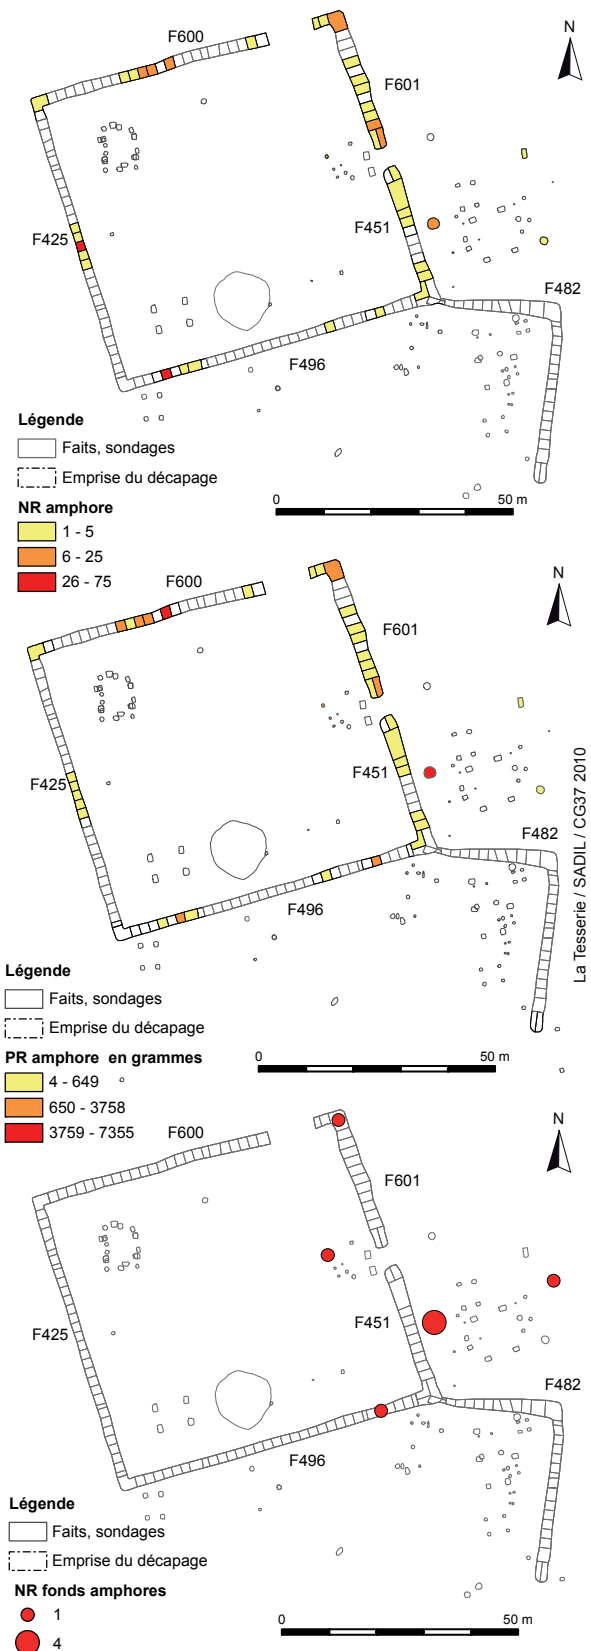 N
F600
F601
F425
F451
F482
F496
Légende
Faits, sondages
Emprise du décapage
NR amphore
1 - 5
6 - 25
26 - 75
0 50 m
N
F600
F601
F425
F451
F482
F496
La Tesserie / SADIL / CG37 2010
Légende
Faits, sondages
Emprise du décapage
PR amphore en grammes
4 - 649
650 - 3758
3759 - 7355
0 50 m
N
F600
F601
F425
F451
F482
F496
Légende
Faits, sondages
Emprise du décapage
NR fonds amphores
1
4
0 50 m